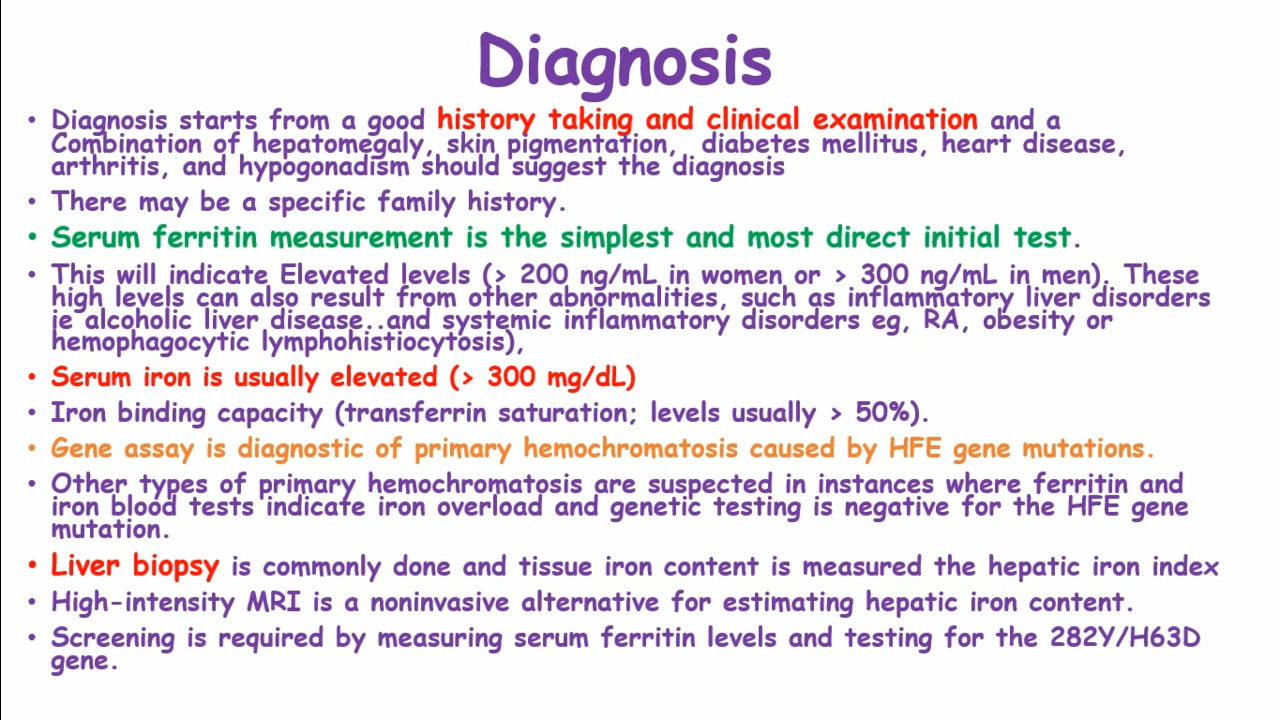 Diagnosis
• Diagnosis starts from a good history taking and clinical examination and a
Combination of hepatomegaly, skin pigmentation,  diabetes mellitus, heart disease,
arthritis, and hypogonadism should suggest the diagnosis
• There may be a specific family history.
• Serum ferritin measurement is the simplest and most direct initial test.
• This will indicate Elevated levels (> 200 ng/mL in women or > 300 ng/mL in men). These
high levels can also result from other abnormalities, such as inflammatory liver disorders
ie alcoholic liver disease..and systemic inflammatory disorders eg, RA, obesity or
hemophagocytic lymphohistiocytosis),
• Serum iron is usually elevated (> 300 mg/dL)
• Iron binding capacity (transferrin saturation; levels usually > 50%).
• Gene assay is diagnostic of primary hemochromatosis caused by HFE gene mutations.
• Other types of primary hemochromatosis are suspected in instances where ferritin and
iron blood tests indicate iron overload and genetic testing is negative for the HFE gene
mutation.
• Liver biopsy is commonly done and tissue iron content is measured the hepatic iron index
• High-intensity MRI is a noninvasive alternative for estimating hepatic iron content.
• Screening is required by measuring serum ferritin levels and testing for the 282Y/H63D
gene.